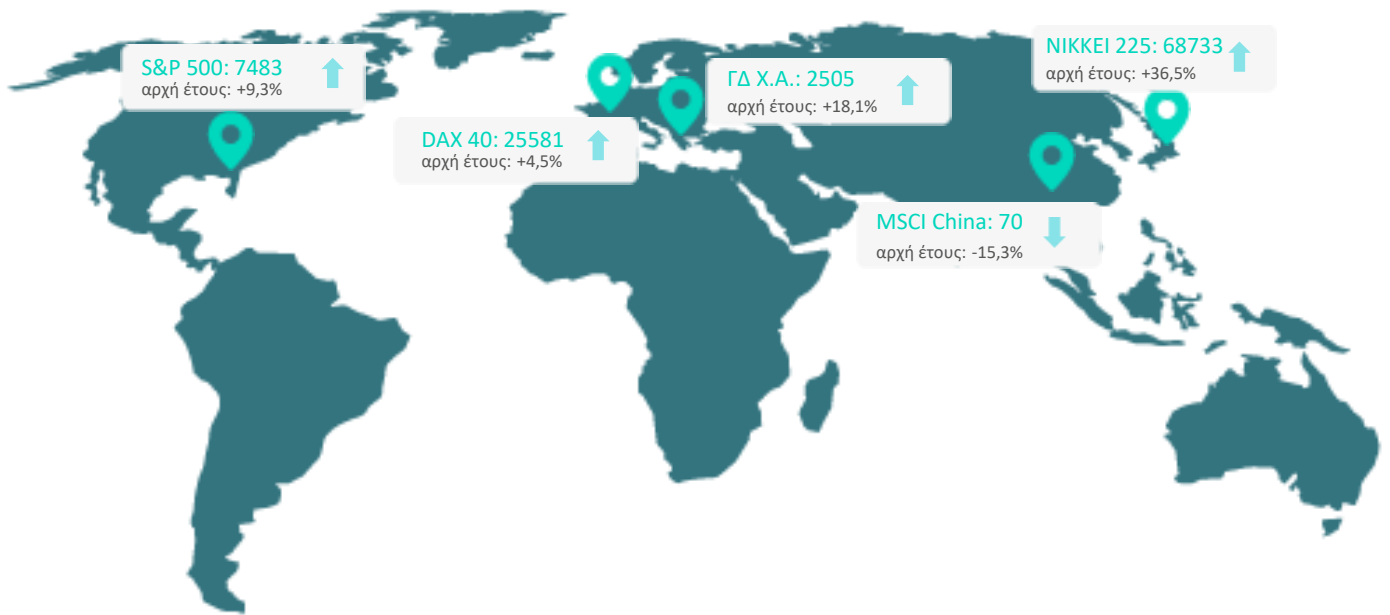 S&P 500: 7483
αρχή έτους: +9,3%
DAX 40: 25581
αρχή έτους: +4,5%
ΓΔ Χ.Α.: 2505
αρχή έτους: +18,1%
NIKKEI 225: 68733
αρχή έτους: +36,5%
MSCI China: 70
αρχή έτους: -15,3%